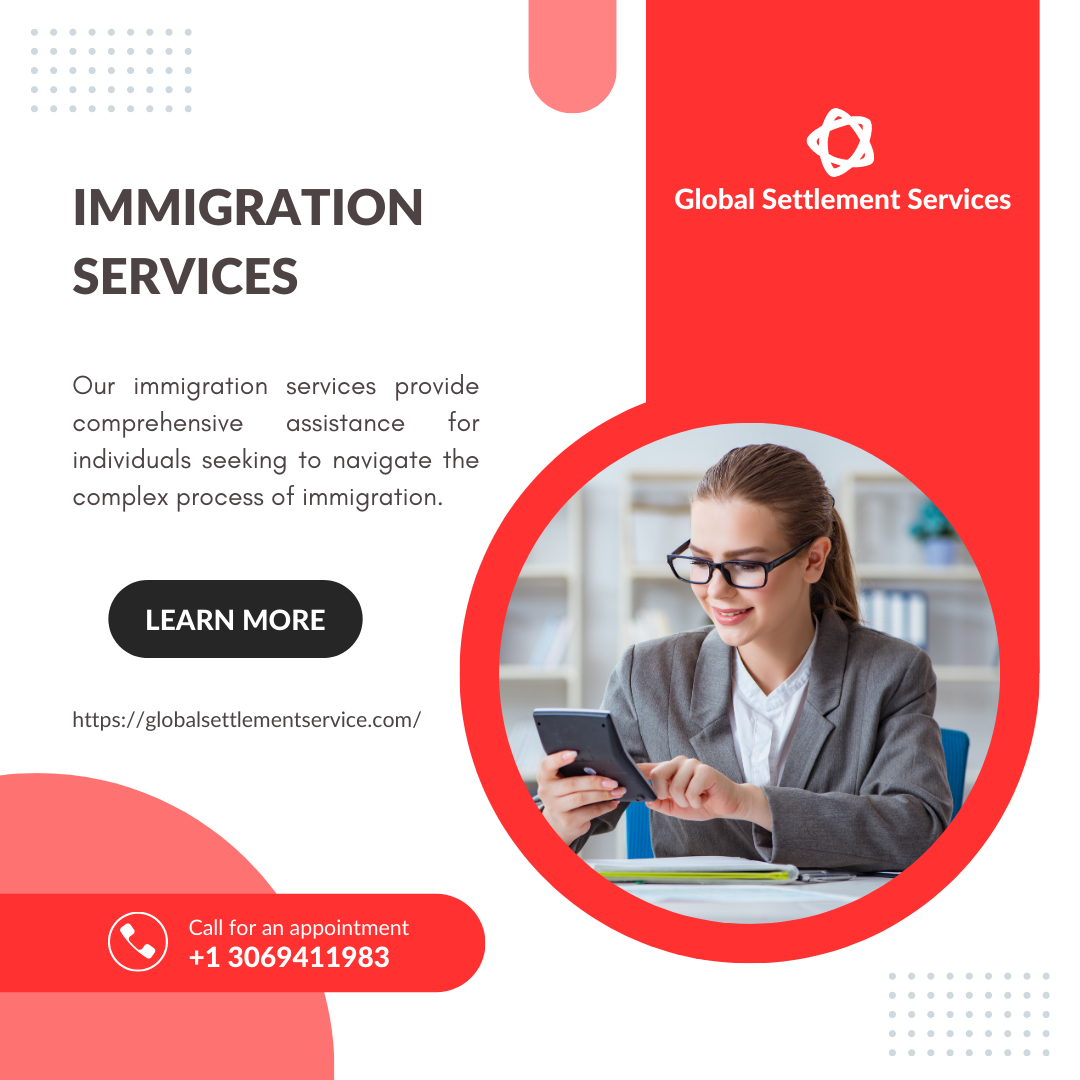 Global Settlement Services
IMMIGRATION
SERVICES
Our immigration services provide
comprehensive assistance for
individuals seeking to navigate the
complex process of immigration.
LEARN MORE
https://globalsettlementservice.com/
Call for an appointment
+1 3069411983